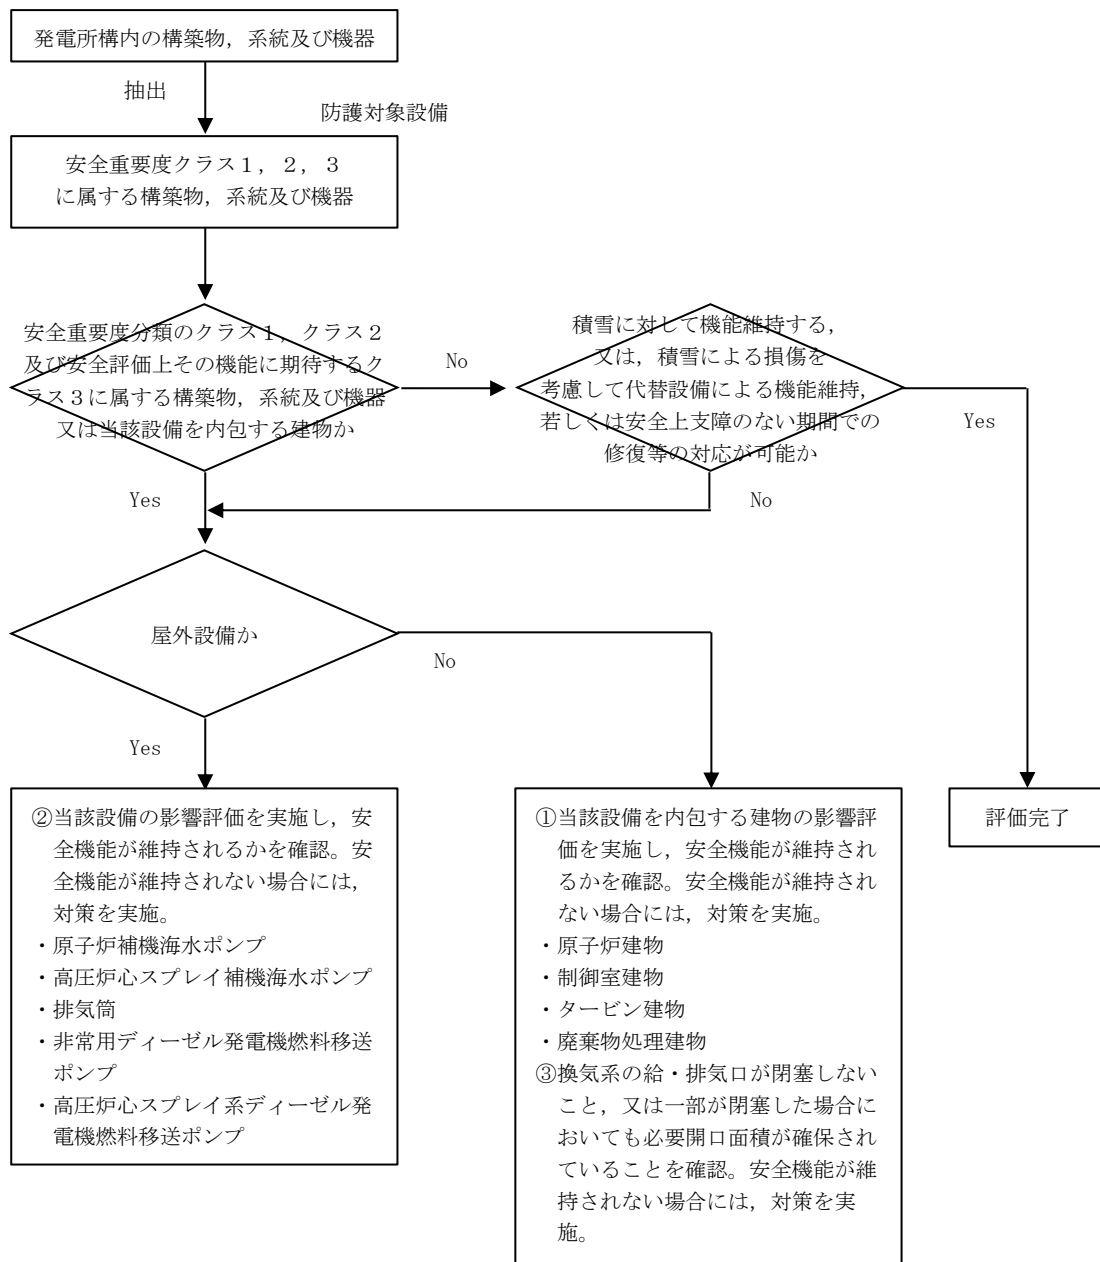 発電所構内の構築物，系統及び機器
抽出
防護対象設備
安全重要度クラス１，２，３
に属する構築物，系統及び機器
安全重要度分類のクラス１，クラス２
及び安全評価上その機能に期待するク
ラス３に属する構築物，系統及び機器
又は当該設備を内包する建物か
No
積雪に対して機能維持する，
又は，積雪による損傷を
考慮して代替設備による機能維持，
若しくは安全上支障のない期間での
修復等の対応が可能か
Yes
Yes
No
屋外設備か
No
Yes
②当該設備の影響評価を実施し，安
全機能が維持されるかを確認。安
全機能が維持されない場合には，
対策を実施。
・原子炉補機海水ポンプ
・高圧炉心スプレイ補機海水ポンプ
・排気筒
・非常用ディーゼル発電機燃料移送
ポンプ
・高圧炉心スプレイ系ディーゼル発
電機燃料移送ポンプ
①当該設備を内包する建物の影響評
価を実施し，安全機能が維持され
るかを確認。安全機能が維持され
ない場合には，対策を実施。
・原子炉建物
・制御室建物
・タービン建物
・廃棄物処理建物
③換気系の給・排気口が閉塞しない
こと，又は一部が閉塞した場合に
おいても必要開口面積が確保され
ていることを確認。安全機能が維
持されない場合には，対策を実
施。
評価完了